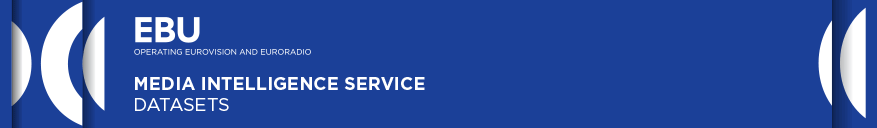 EBU
OPERATING EUROVISION AND EURORADIO
MEDIA INTELLIGENCE SERVICE
DATASETS